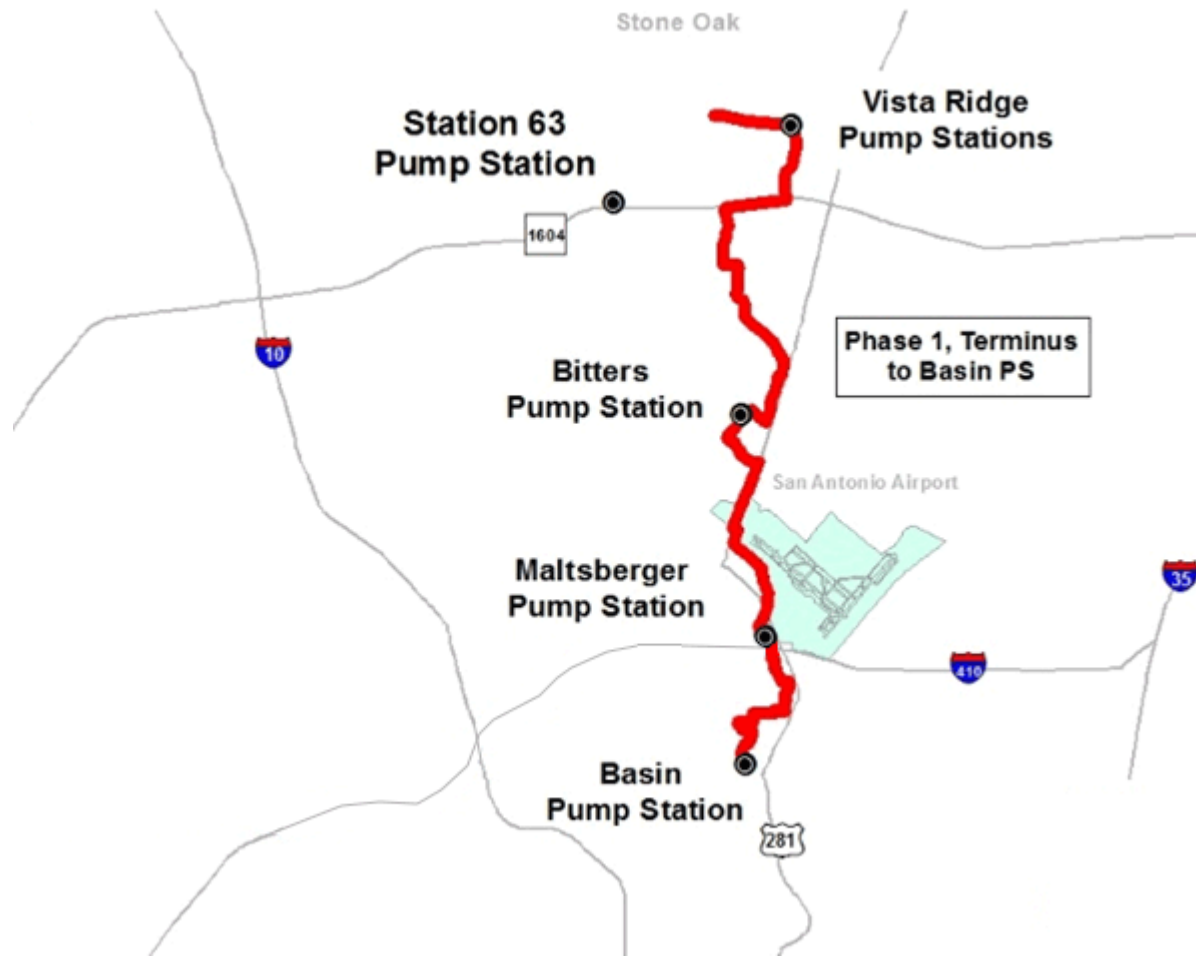 Stone Oak
Station 63
Pump Station
Vista Ridge
Pump Stations
1604
Phase 1, Terminus
to Basin PS
10
Bitters
Pump Station
San Antonio Airport
Maltsberger
Pump Station
35
410
Basin
Pump Station
281